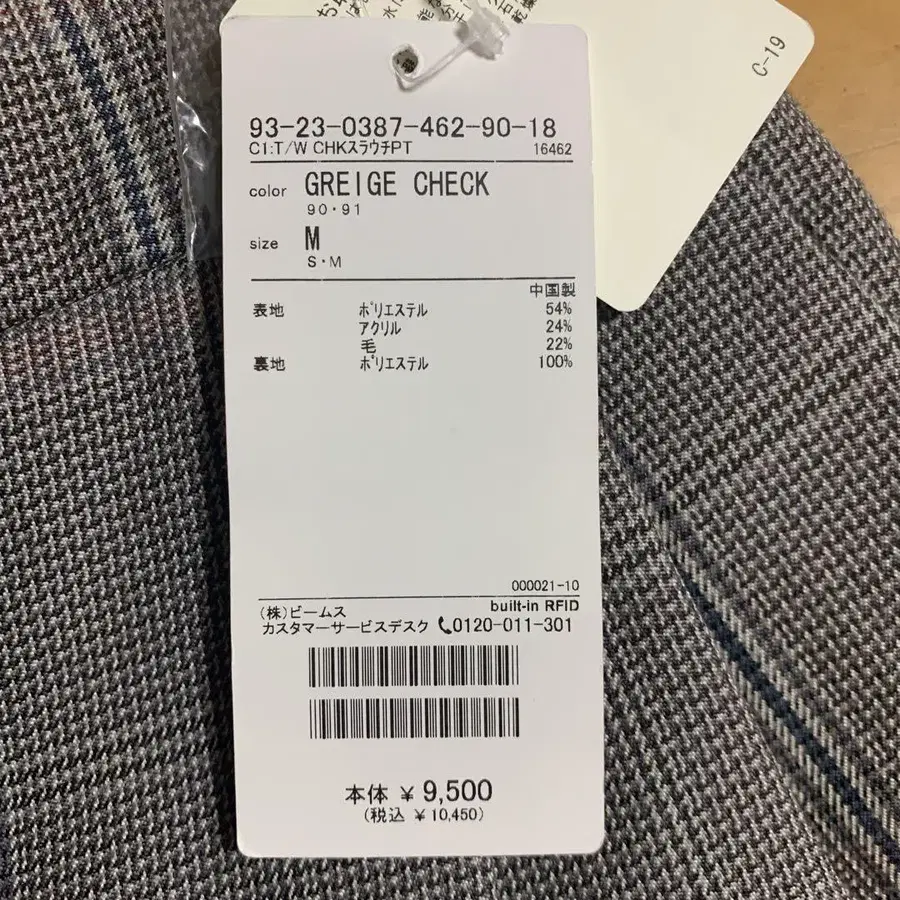 C-19
93-23-0387-462-90-18
C1:T/W CHKスラウチPT 16462
color GREIGE CHECK
90・91
size M
S・M
中国製
表地 ポリエステル 54%
アクリル 24%
毛 22%
裏地 ポリエステル 100%
000021-10
built-in RFID
(株)ビームス
カスタマーサービスデスク 0120-011-301
本体 ¥ 9,500
(税込 ¥ 10,450)